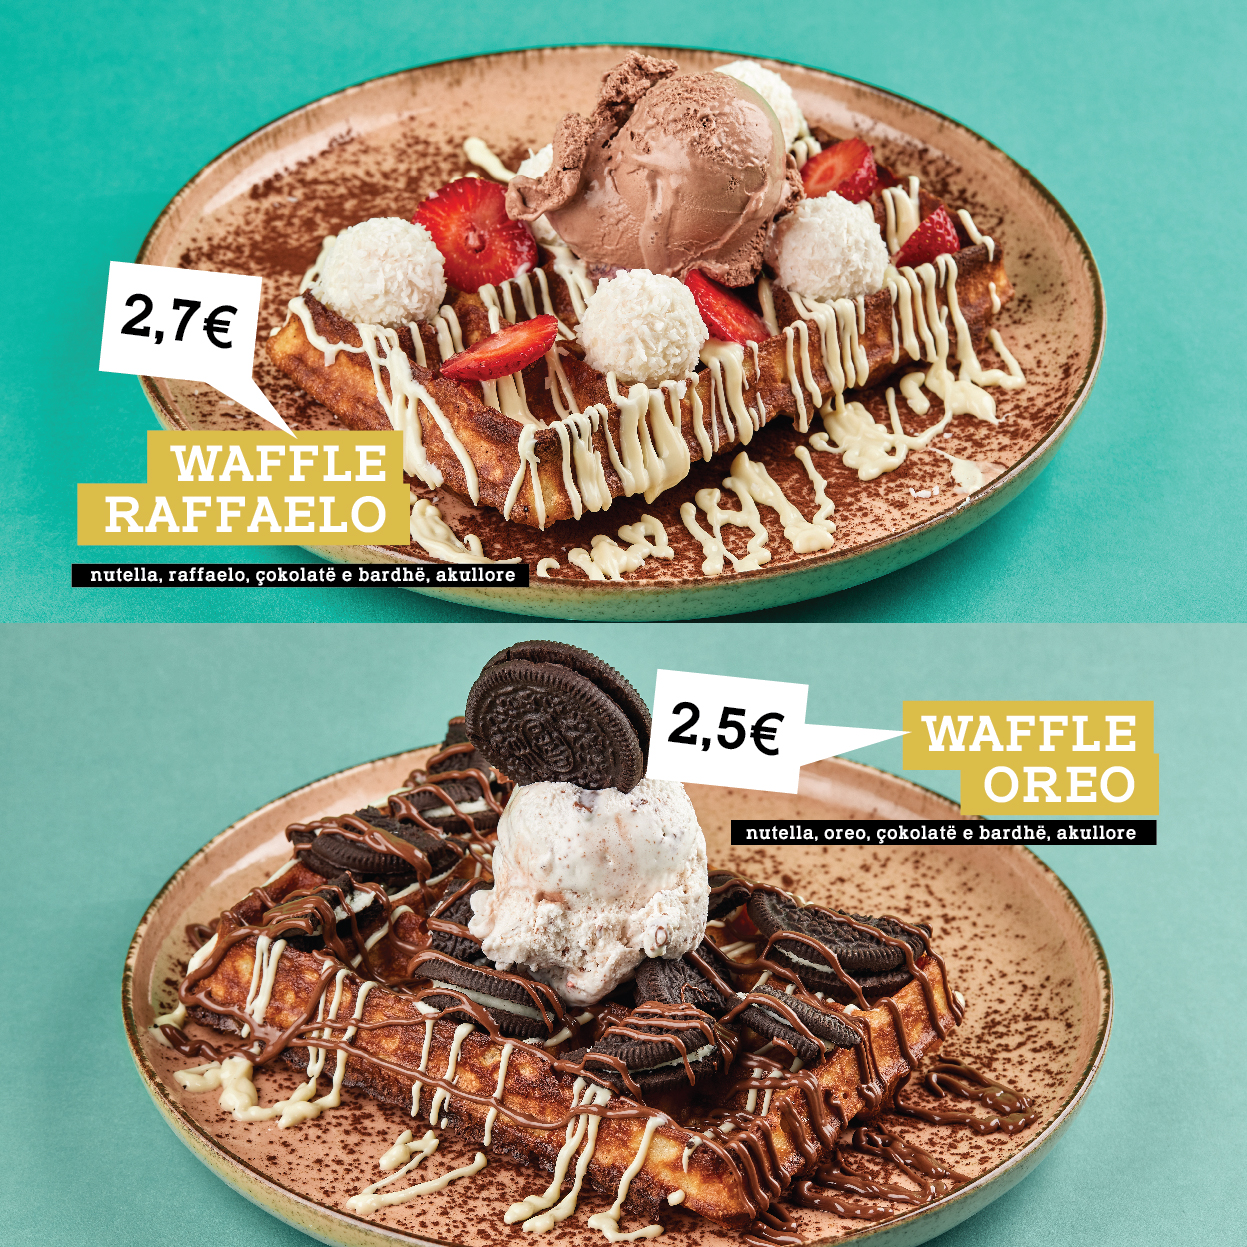 2,7€
WAFFLE
RAFFAELO
nutella, raffaelo, çokolatë e bardhë, akullore
2,5€
WAFFLE
OREO
nutella, oreo, çokolatë e bardhë, akullore